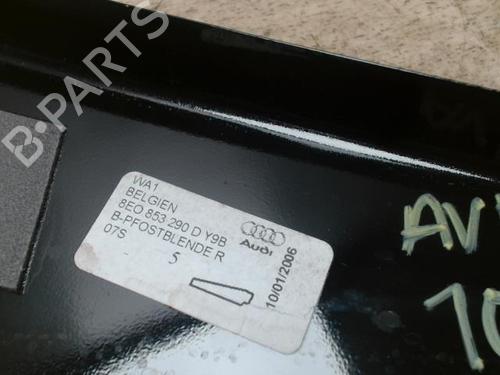 B-PARTS
WA1
BELGIEN
8E0 853 290 D Y9B
B-PFOSTBLENDE R
07S
5
Audi
10/01/2006
AV
10